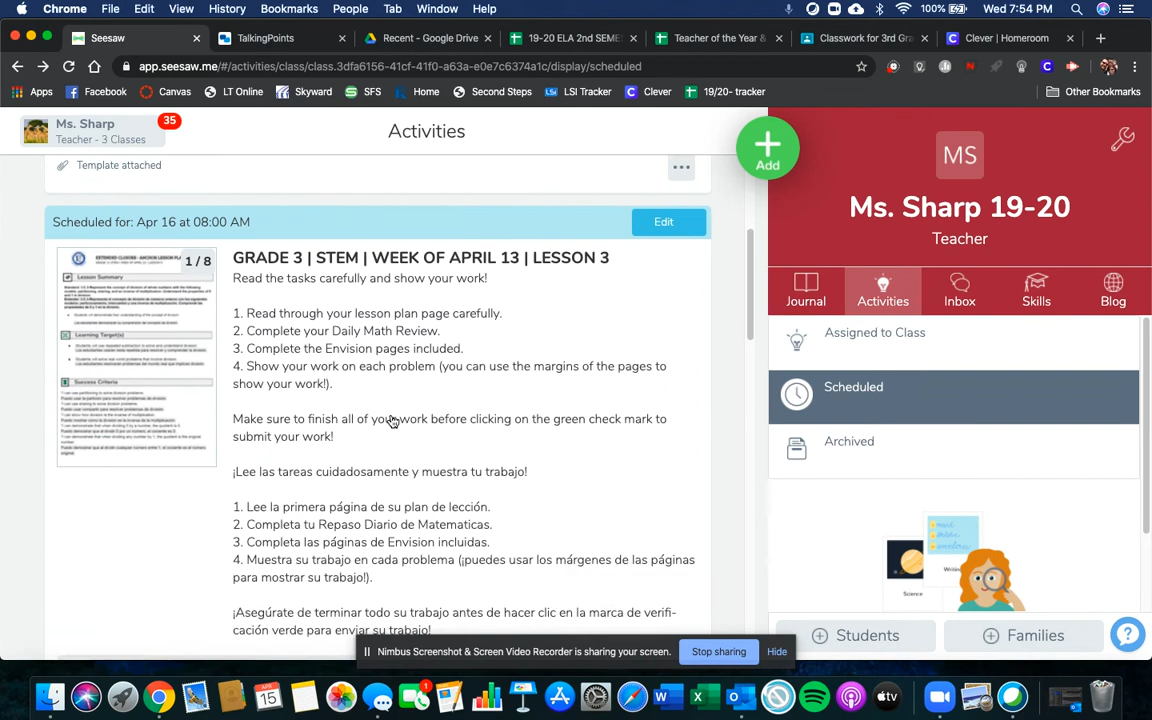 Chrome File Edit View History Bookmarks People Tab Window Help 100% Wed 7:54 PM
Seesaw TalkingPoints Recent - Google Drive 19-20 ELA 2nd SEME Teacher of the Year & Classwork for 3rd Gra Clever | Homeroom
app.seesaw.me/#/activities/class/class.3dfa6156-41cf-41f0-a63a-e0e7c6374a1c/display/scheduled
Apps Facebook Canvas LT Online Skyward SFS Home Second Steps LSI Tracker Clever 19/20- tracker Other Bookmarks
Ms. Sharp 35
Teacher - 3 Classes
Activities
Add
Template attached
Scheduled for: Apr 16 at 08:00 AM
Edit
1 / 8
Lesson Summary
Learning Target(s)
Success Criteria
GRADE 3 | STEM | WEEK OF APRIL 13 | LESSON 3
Read the tasks carefully and show your work!
1. Read through your lesson plan page carefully.
2. Complete your Daily Math Review.
3. Complete the Envision pages included.
4. Show your work on each problem (you can use the margins of the pages to
show your work!).
Make sure to finish all of your work before clicking on the green check mark to
submit your work!
¡Lee las tareas cuidadosamente y muestra tu trabajo!
1. Lee la primera página de su plan de lección.
2. Completa tu Repaso Diario de Matematicas.
3. Completa las páginas de Envision incluidas.
4. Muestra su trabajo en cada problema (¡puedes usar los márgenes de las páginas
para mostrar su trabajo!).
¡Asegúrate de terminar todo su trabajo antes de hacer clic en la marca de verifi-
cación verde para enviar su trabajo!
MS
Ms. Sharp 19-20
Teacher
Journal Activities Inbox Skills Blog
Assigned to Class
Scheduled
Archived
Science
Students Families
?
Nimbus Screenshot & Screen Video Recorder is sharing your screen. Stop sharing Hide
APR
15
1